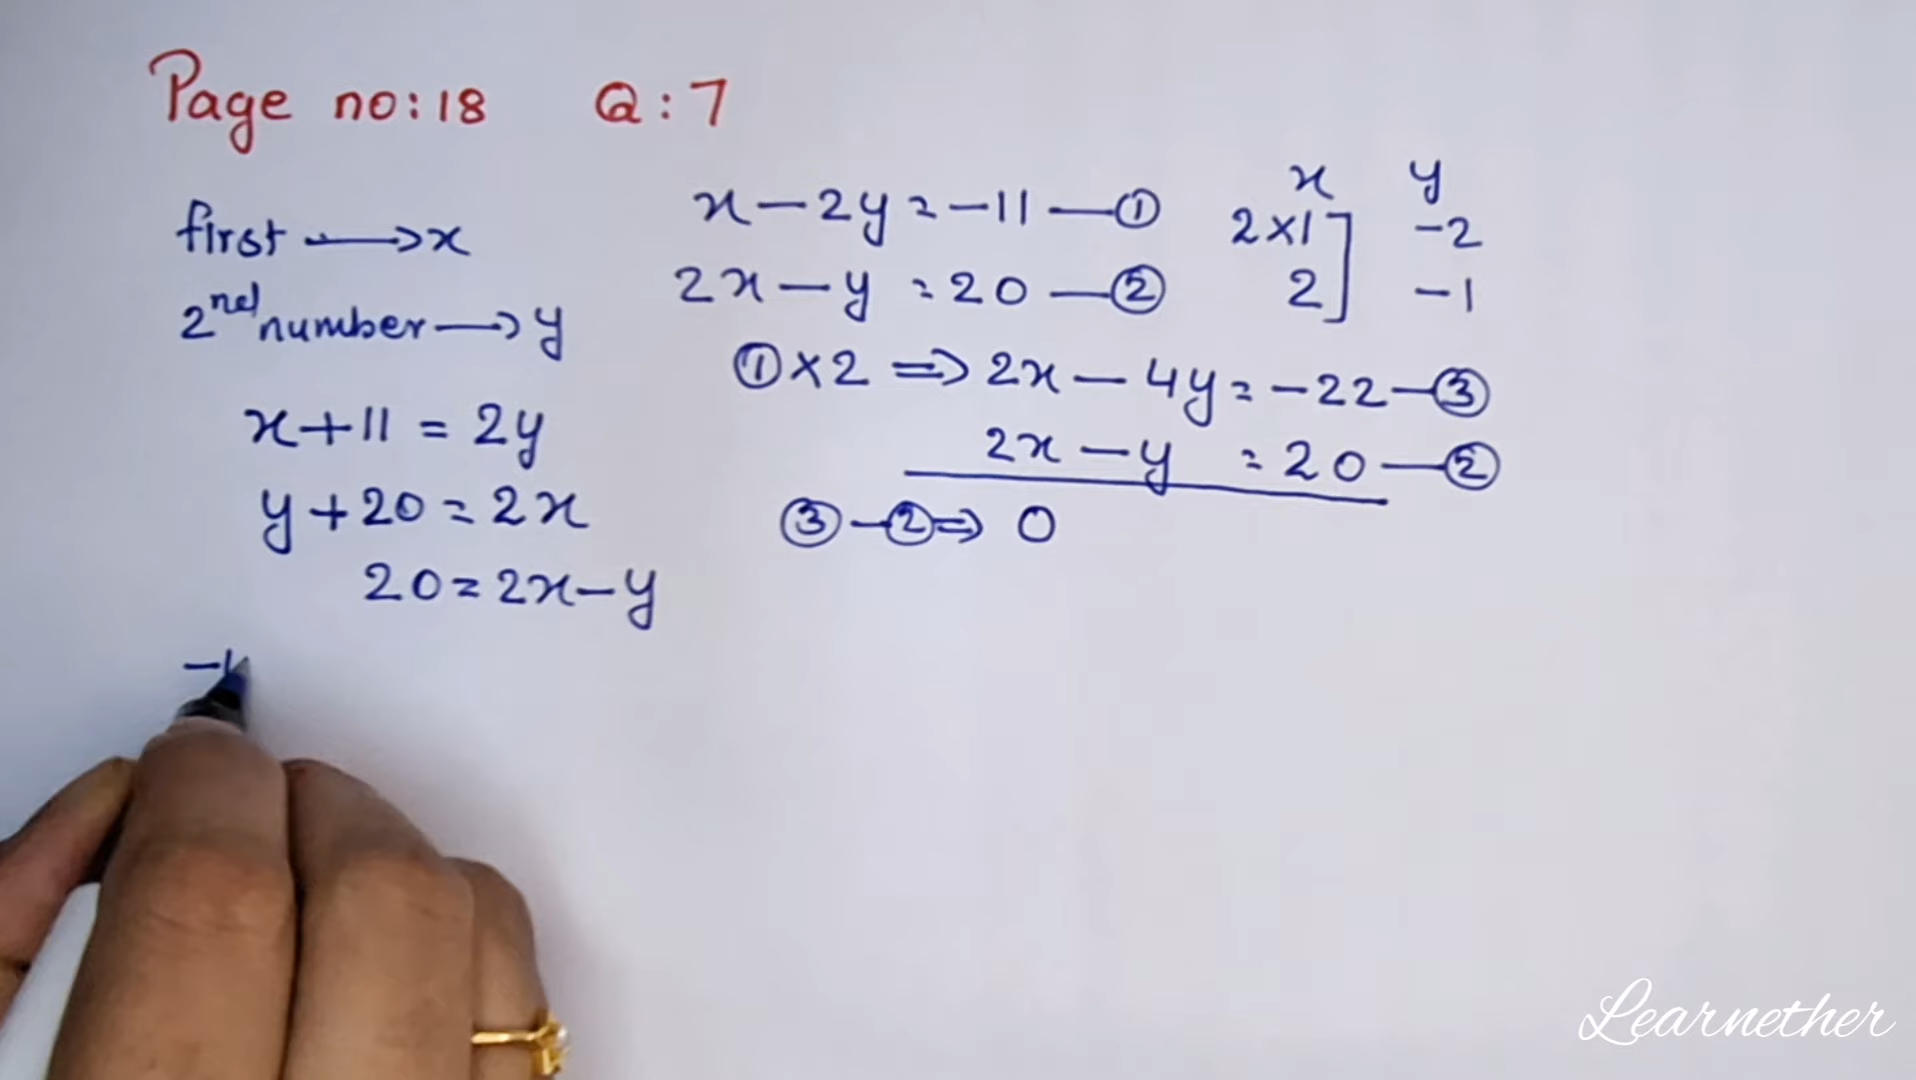 Page no:18 Q:7
first ⟶ x
2nd number ⟶ y
x+11 = 2y
y+20 = 2x
20 = 2x-y
x-2y = -11 —①
2x-y = 20 —②
x y
2×1] -2
2] -1
①×2 ⇒ 2x-4y = -22 —③
2x-y = 20 —②
③-②⇒ 0
Learnether